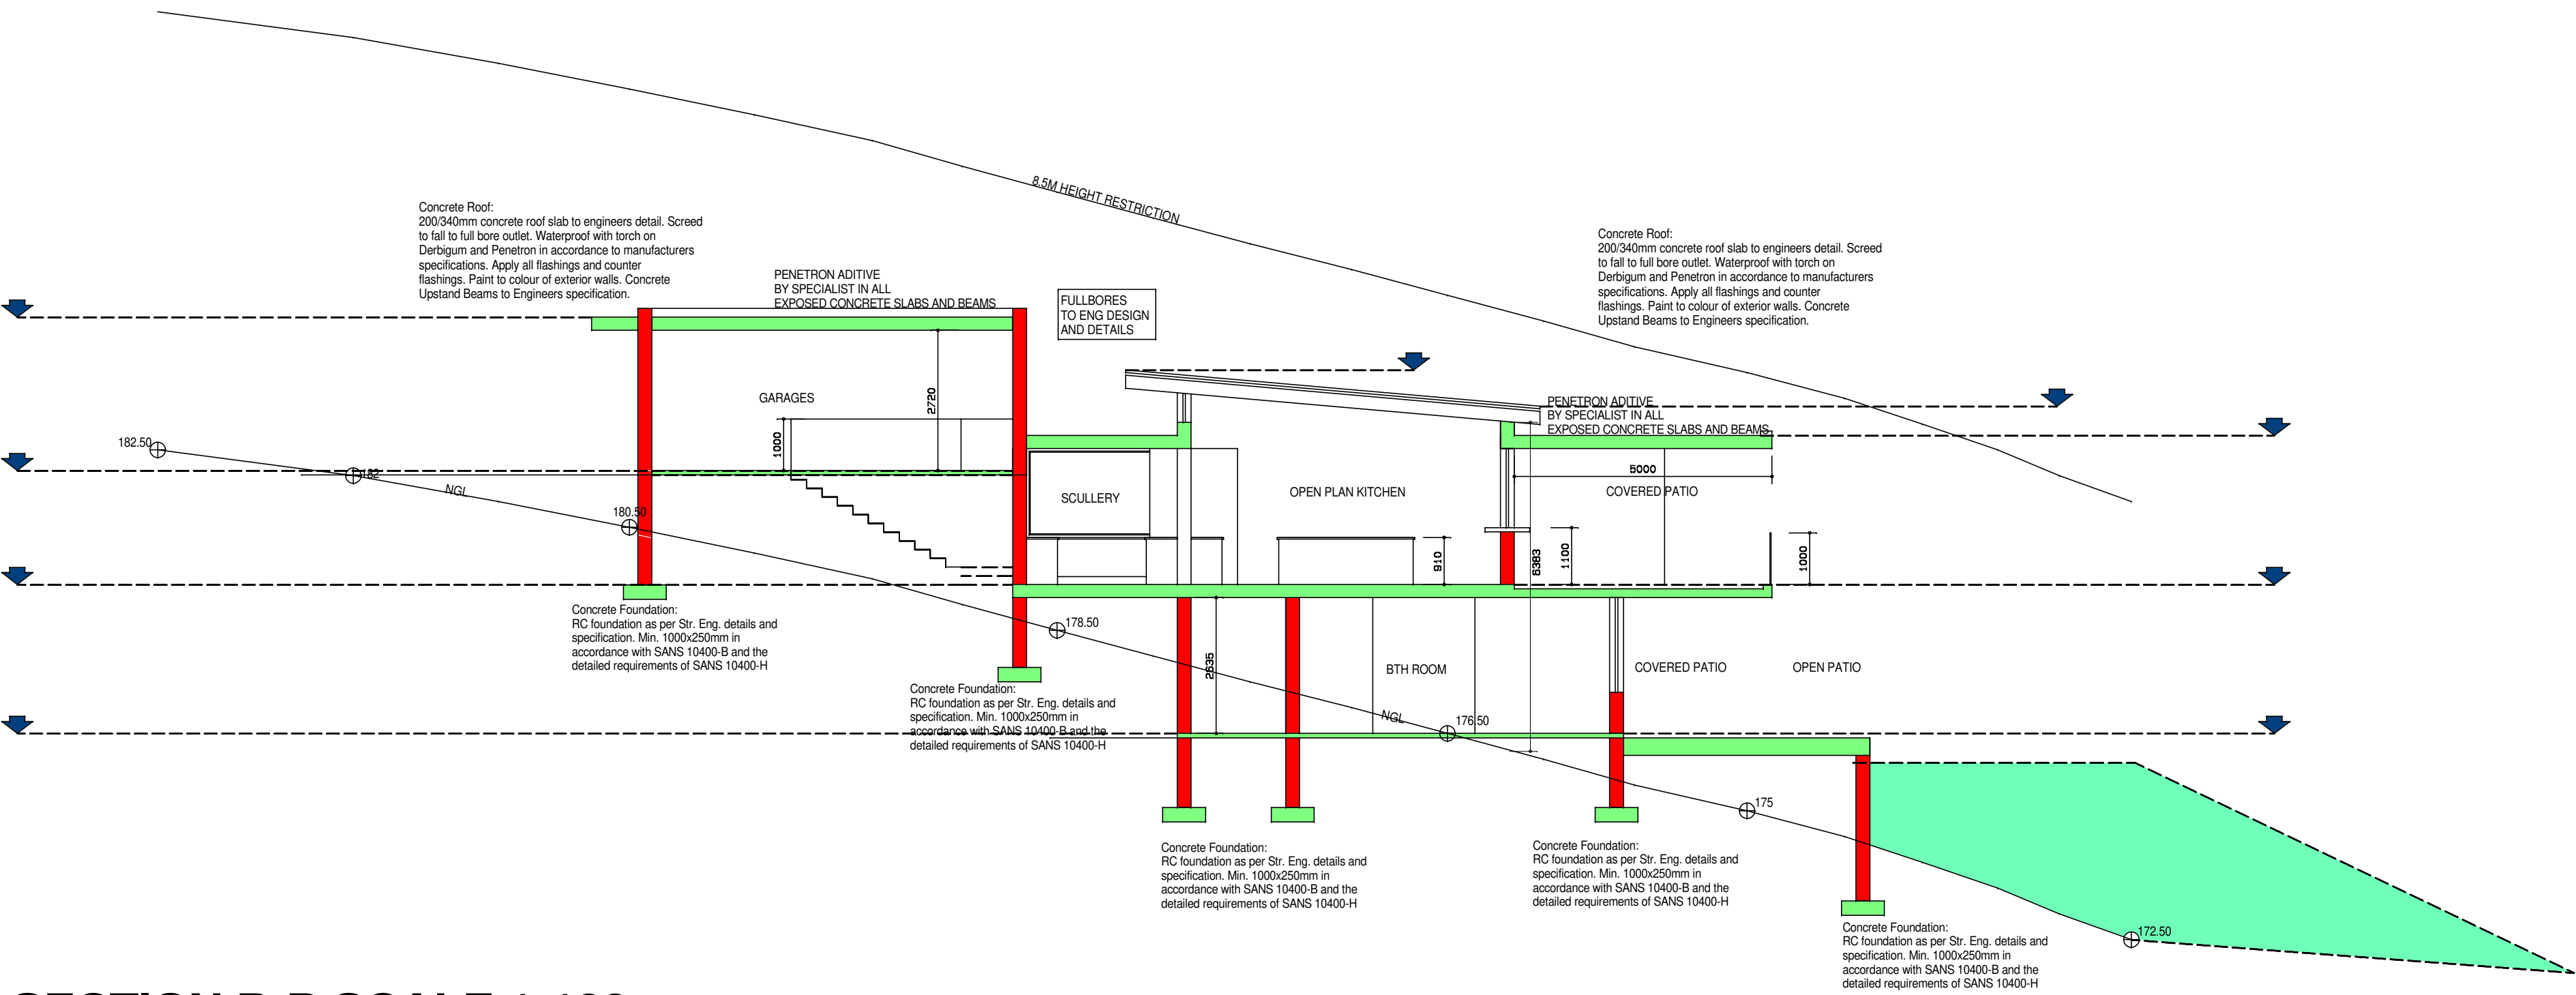 8.5M HEIGHT RESTRICTION
Concrete Roof:
200/340mm concrete roof slab to engineers detail. Screed
to fall to full bore outlet. Waterproof with torch on
Derbigum and Penetron in accordance to manufacturers
specifications. Apply all flashings and counter
flashings. Paint to colour of exterior walls. Concrete
Upstand Beams to Engineers specification.
PENETRON ADITIVE
BY SPECIALIST IN ALL
EXPOSED CONCRETE SLABS AND BEAMS
FULLBORES
TO ENG DESIGN
AND DETAILS
Concrete Roof:
200/340mm concrete roof slab to engineers detail. Screed
to fall to full bore outlet. Waterproof with torch on
Derbigum and Penetron in accordance to manufacturers
specifications. Apply all flashings and counter
flashings. Paint to colour of exterior walls. Concrete
Upstand Beams to Engineers specification.
GARAGES
2720
1000
PENETRON ADITIVE
BY SPECIALIST IN ALL
EXPOSED CONCRETE SLABS AND BEAMS
182.50
182
NGL
180.50
SCULLERY
OPEN PLAN KITCHEN
5000
COVERED PATIO
910
6383
1100
1000
Concrete Foundation:
RC foundation as per Str. Eng. details and
specification. Min. 1000x250mm in
accordance with SANS 10400-B and the
detailed requirements of SANS 10400-H
178.50
2635
BTH ROOM
COVERED PATIO
OPEN PATIO
Concrete Foundation:
RC foundation as per Str. Eng. details and
specification. Min. 1000x250mm in
accordance with SANS 10400-B and the
detailed requirements of SANS 10400-H
NGL
176.50
175
Concrete Foundation:
RC foundation as per Str. Eng. details and
specification. Min. 1000x250mm in
accordance with SANS 10400-B and the
detailed requirements of SANS 10400-H
Concrete Foundation:
RC foundation as per Str. Eng. details and
specification. Min. 1000x250mm in
accordance with SANS 10400-B and the
detailed requirements of SANS 10400-H
172.50
Concrete Foundation:
RC foundation as per Str. Eng. details and
specification. Min. 1000x250mm in
accordance with SANS 10400-B and the
detailed requirements of SANS 10400-H